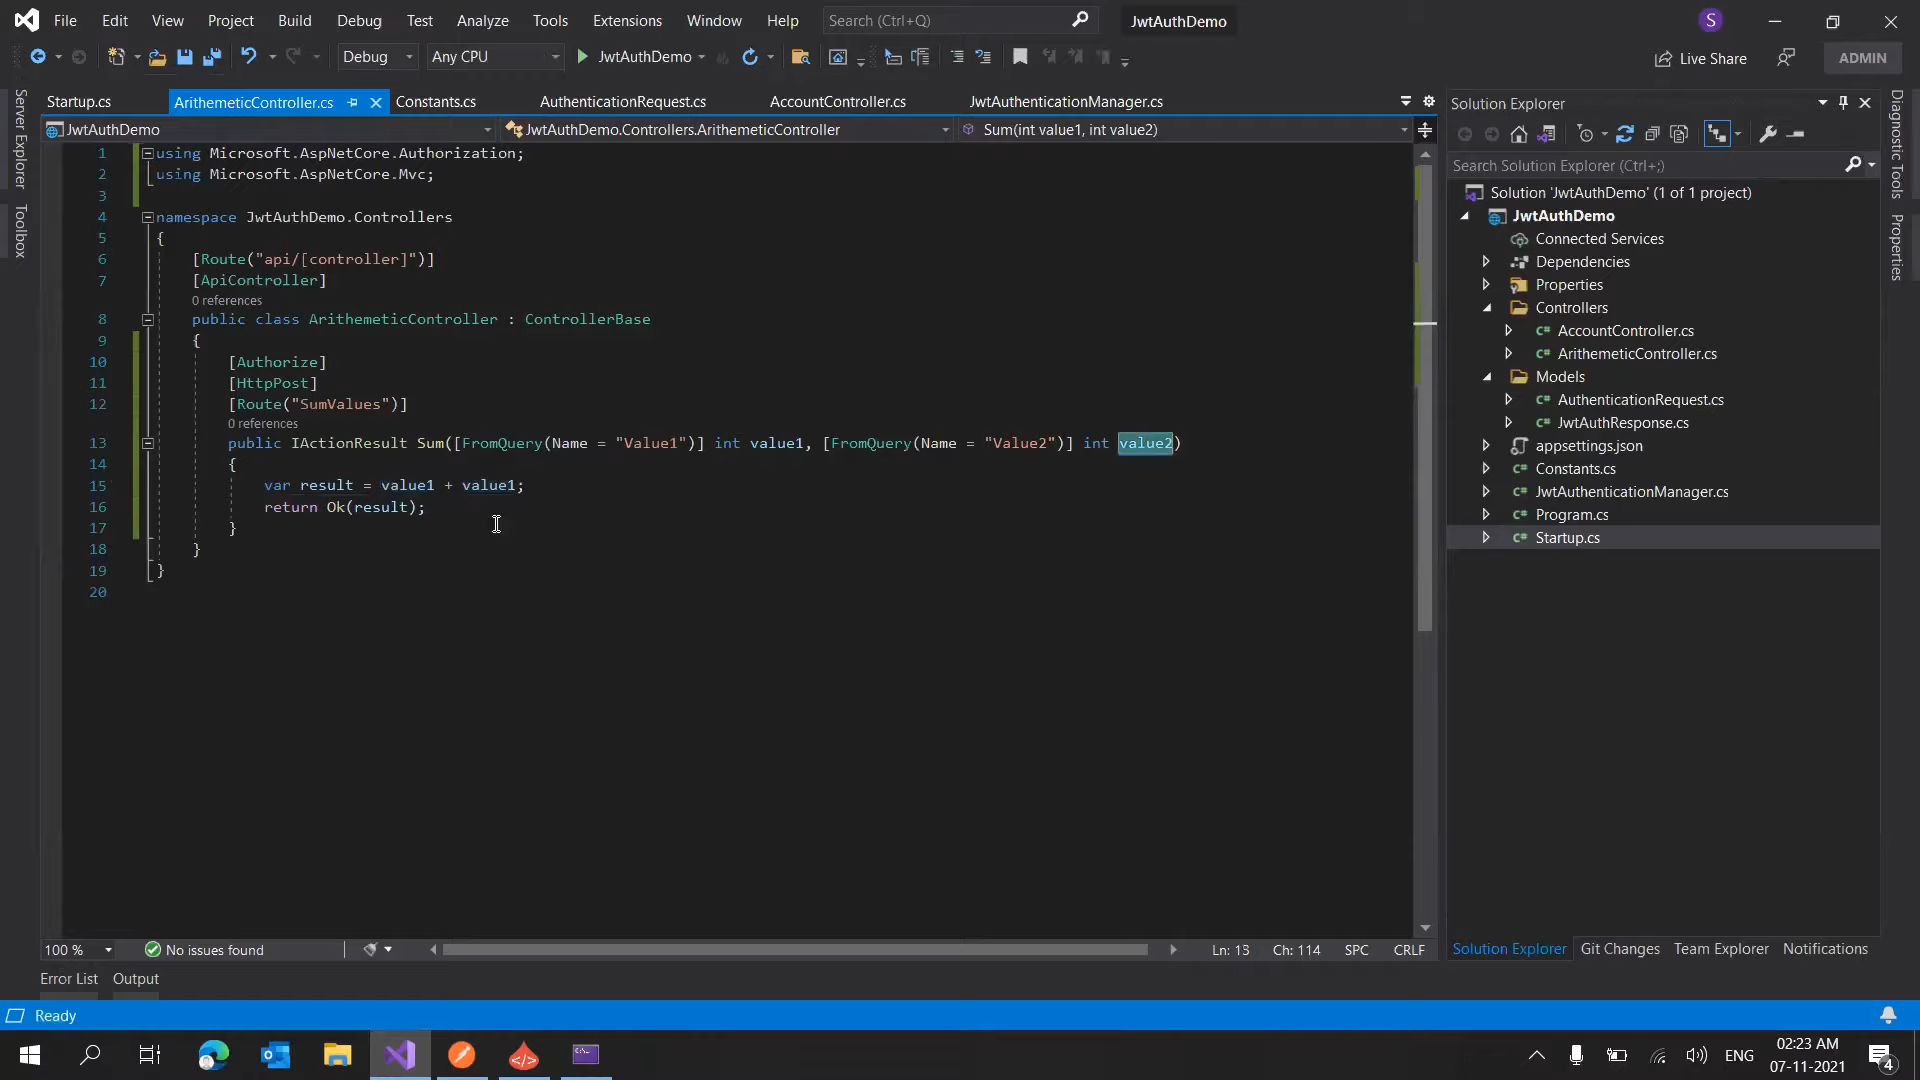 File Edit View Project Build Debug Test Analyze Tools Extensions Window Help Search (Ctrl+Q) JwtAuthDemo S
Debug Any CPU JwtAuthDemo Live Share ADMIN
Startup.cs ArithemeticController.cs Constants.cs AuthenticationRequest.cs AccountController.cs JwtAuthenticationManager.cs
JwtAuthDemo JwtAuthDemo.Controllers.ArithemeticController Sum(int value1, int value2)
Server Explorer
Toolbox
1 using Microsoft.AspNetCore.Authorization;
2 using Microsoft.AspNetCore.Mvc;
3
4 namespace JwtAuthDemo.Controllers
5 {
6 [Route("api/[controller]")]
7 [ApiController]
0 references
8 public class ArithemeticController : ControllerBase
9 {
10 [Authorize]
11 [HttpPost]
12 [Route("SumValues")]
0 references
13 public IActionResult Sum([FromQuery(Name = "Value1")] int value1, [FromQuery(Name = "Value2")] int value2)
14 {
15 var result = value1 + value1;
16 return Ok(result);
17 }
18 }
19 }
20
100 % No issues found Ln: 13 Ch: 114 SPC CRLF
Error List Output
Solution Explorer
Search Solution Explorer (Ctrl+;)
Solution 'JwtAuthDemo' (1 of 1 project)
JwtAuthDemo
Connected Services
Dependencies
Properties
Controllers
C# AccountController.cs
C# ArithemeticController.cs
Models
C# AuthenticationRequest.cs
C# JwtAuthResponse.cs
appsettings.json
C# Constants.cs
C# JwtAuthenticationManager.cs
C# Program.cs
C# Startup.cs
Solution Explorer Git Changes Team Explorer Notifications
Diagnostic Tools
Properties
Ready
ENG 02:23 AM
07-11-2021
4